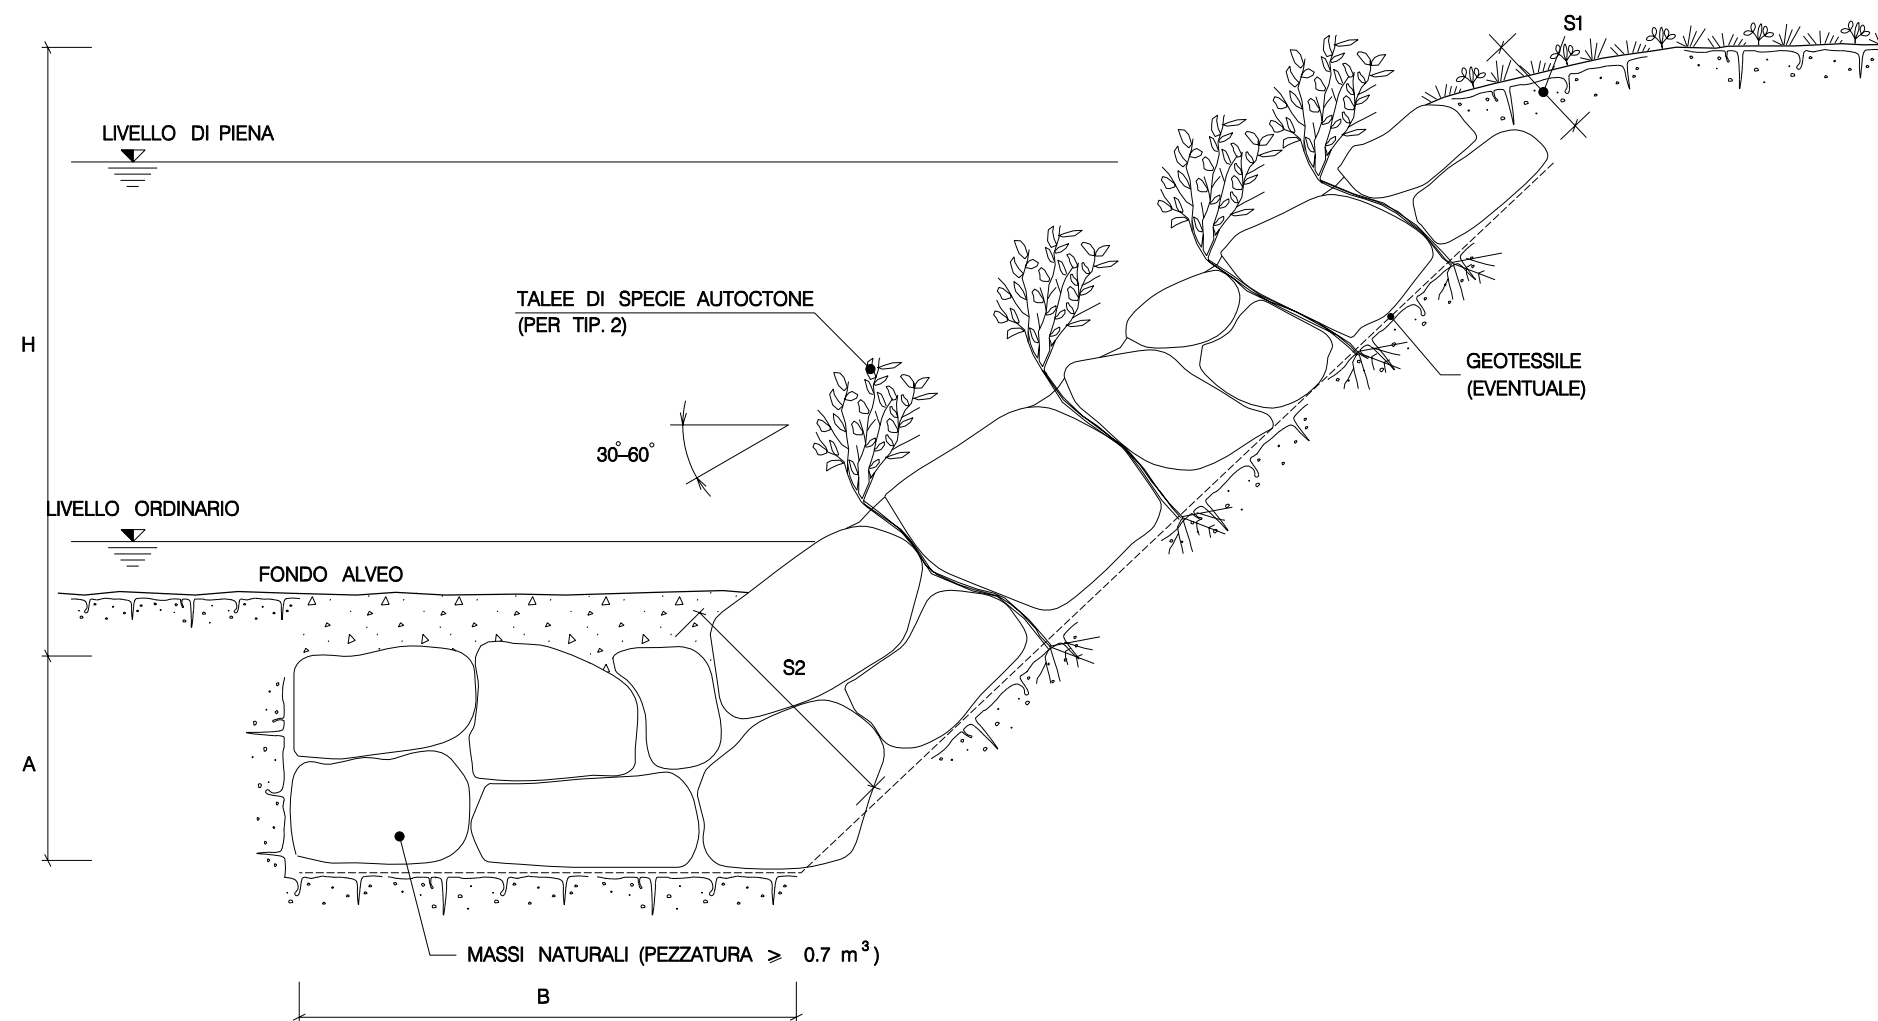 S1
LIVELLO DI PIENA
TALEE DI SPECIE AUTOCTONE
(PER TIP. 2)
H
GEOTESSILE
(EVENTUALE)
30°–60°
LIVELLO ORDINARIO
FONDO ALVEO
S2
A
MASSI NATURALI (PEZZATURA ⩾ 0.7 m³)
B